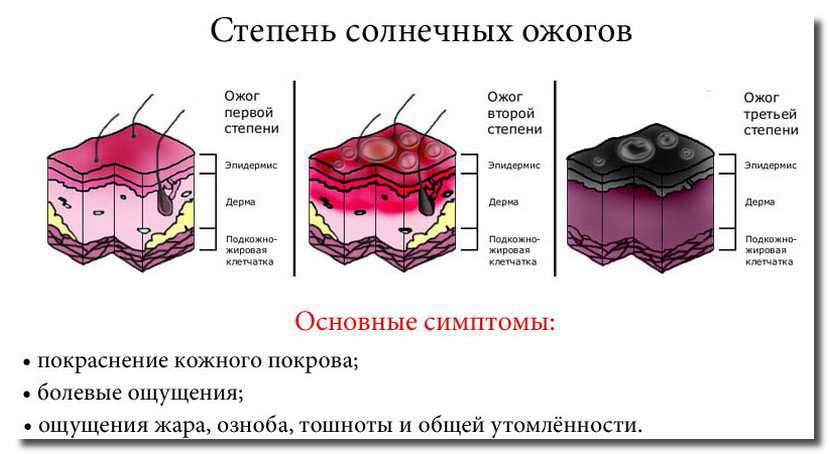 Степень солнечных ожогов
Ожог
первой
степени
Эпидермис
Дерма
Подкожно-
жировая
клетчатка
Ожог
второй
степени
Эпидермис
Дерма
Подкожно-
жировая
клетчатка
Ожог
третьей
степени
Эпидермис
Дерма
Подкожно-
жировая
клетчатка
Основные симптомы:
• покраснение кожного покрова;
• болевые ощущения;
• ощущения жара, озноба, тошноты и общей утомлённости.